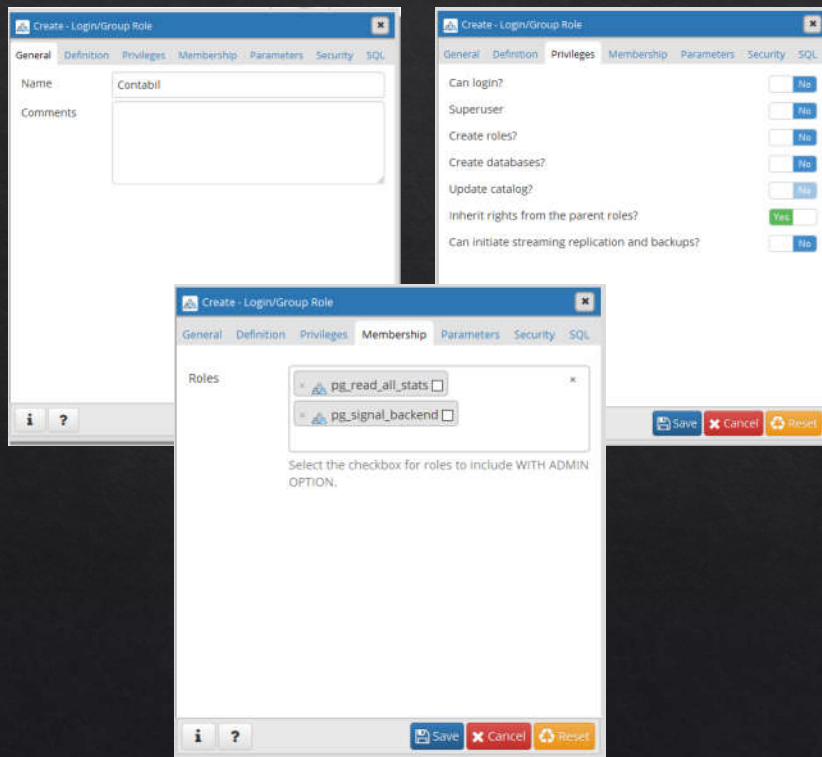 Create - Login/Group Role
General Definition Privileges Membership Parameters Security SQL
Name Contabil
Comments
i ?
Create - Login/Group Role
General Definition Privileges Membership Parameters Security SQL
Can login? No
Superuser No
Create roles? No
Create databases? No
Update catalog? No
Inherit rights from the parent roles? Yes
Can initiate streaming replication and backups? No
Save Cancel Reset
Create - Login/Group Role
General Definition Privileges Membership Parameters Security SQL
Roles
pg_read_all_stats
pg_signal_backend
Select the checkbox for roles to include WITH ADMIN
OPTION.
i ? Save Cancel Reset